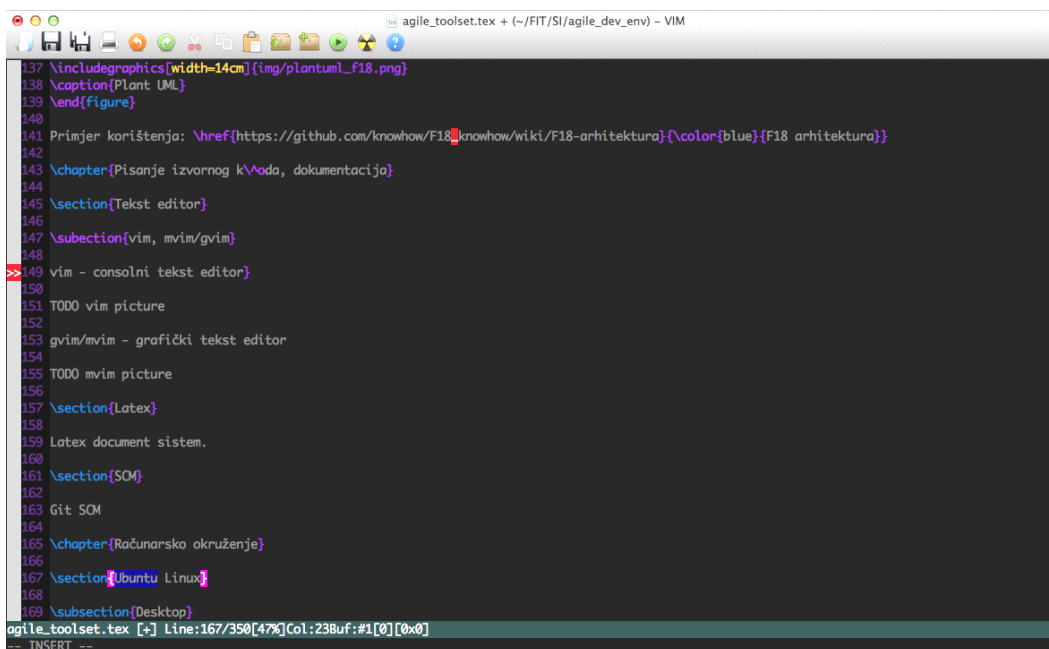 agile_toolset.tex + (~/FIT/SI/agile_dev_env) – VIM
137 \includegraphics[width=14cm]{img/plantuml_f18.png}
138 \caption{Plant UML}
139 \end{figure}
140
141 Primjer korištenja: \href{https://github.com/knowhow/F18_knowhow/wiki/F18-arhitektura}{\color{blue}{F18 arhitektura}}
142
143 \chapter{Pisanje izvornog k\^oda, dokumentacija}
144
145 \section{Tekst editor}
146
147 \subection{vim, mvim/gvim}
148
>>149 vim - consolni tekst editor}
150
151 TODO vim picture
152
153 gvim/mvim - grafički tekst editor
154
155 TODO mvim picture
156
157 \section{Latex}
158
159 Latex document sistem.
160
161 \section{SCM}
162
163 Git SCM
164
165 \chapter{Računarsko okruženje}
166
167 \section{Ubuntu Linux}
168
169 \subsection{Desktop}
agile_toolset.tex [+] Line:167/350[47%]Col:23Buf:#1[0][0x0]
-- INSERT --